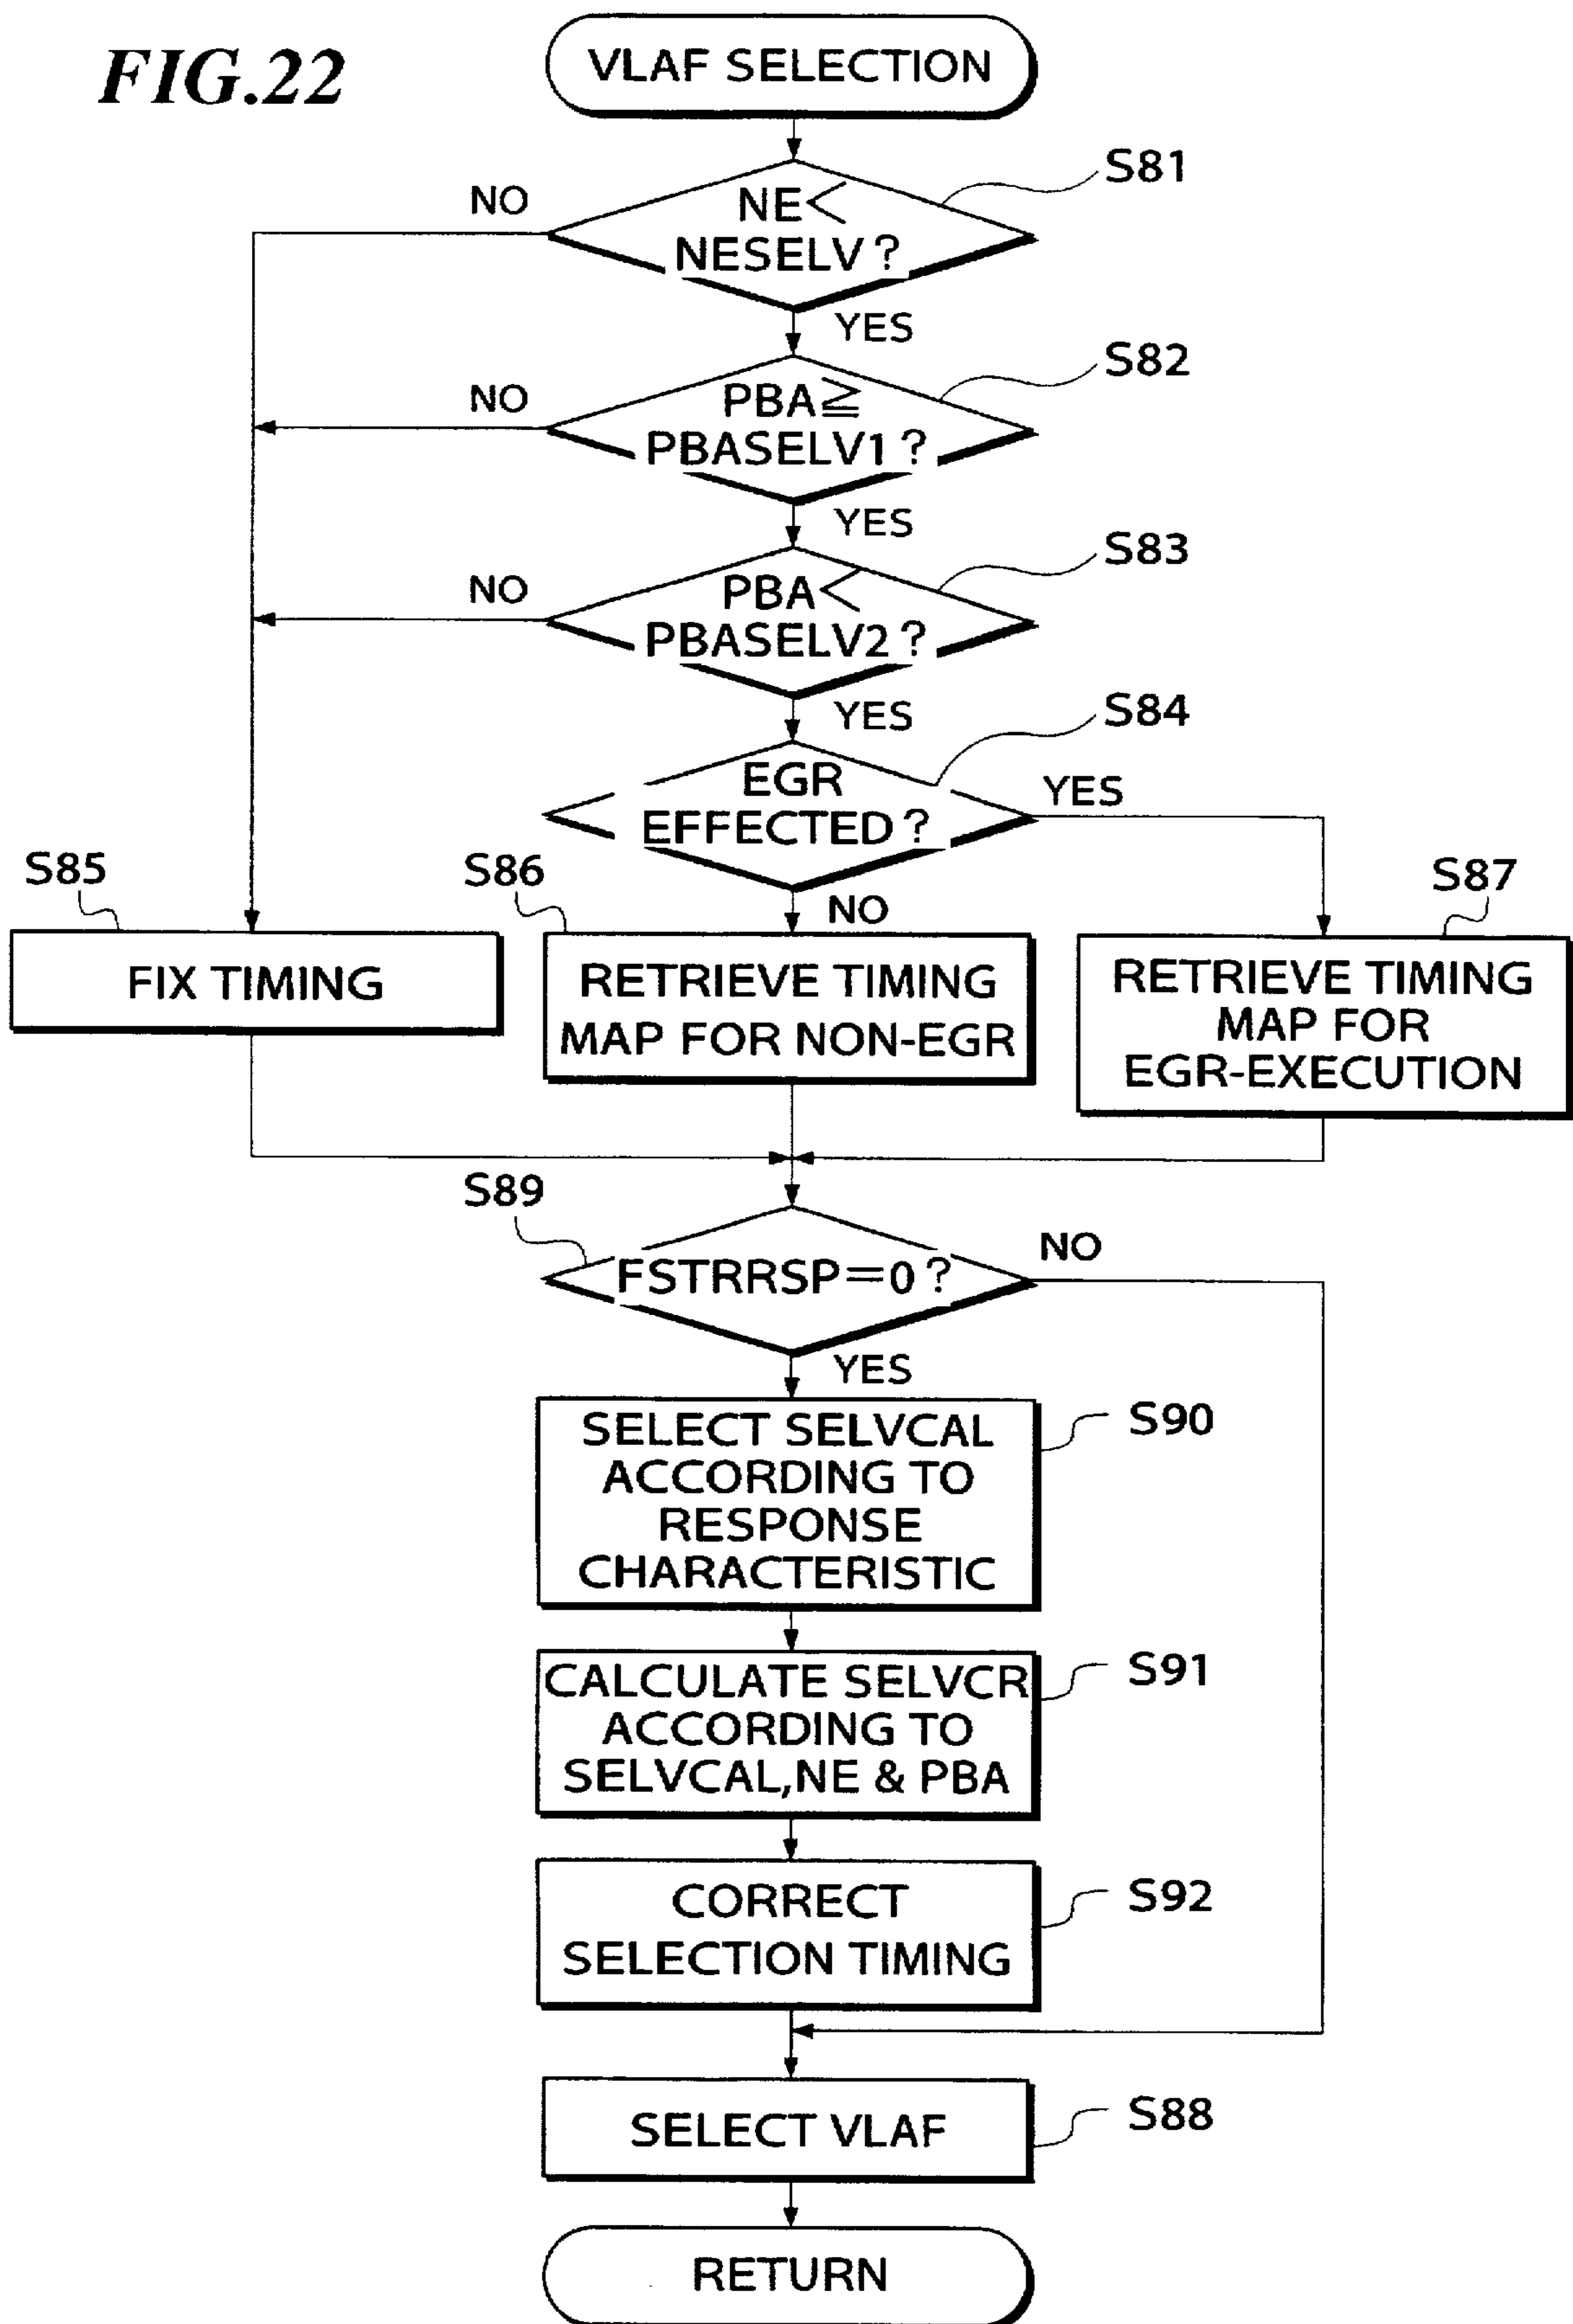 FIG.22
VLAF SELECTION
S81
NE<
NESELV?
NO
YES
S82
PBA≧
PBASELV1?
NO
YES
S83
PBA<
PBASELV2?
NO
YES
S84
EGR
EFFECTED?
YES
NO
S85
FIX TIMING
S86
RETRIEVE TIMING
MAP FOR NON-EGR
S87
RETRIEVE TIMING
MAP FOR
EGR-EXECUTION
S89
FSTRRSP=0?
NO
YES
S90
SELECT SELVCAL
ACCORDING TO
RESPONSE
CHARACTERISTIC
S91
CALCULATE SELVCR
ACCORDING TO
SELVCAL,NE & PBA
S92
CORRECT
SELECTION TIMING
S88
SELECT VLAF
RETURN